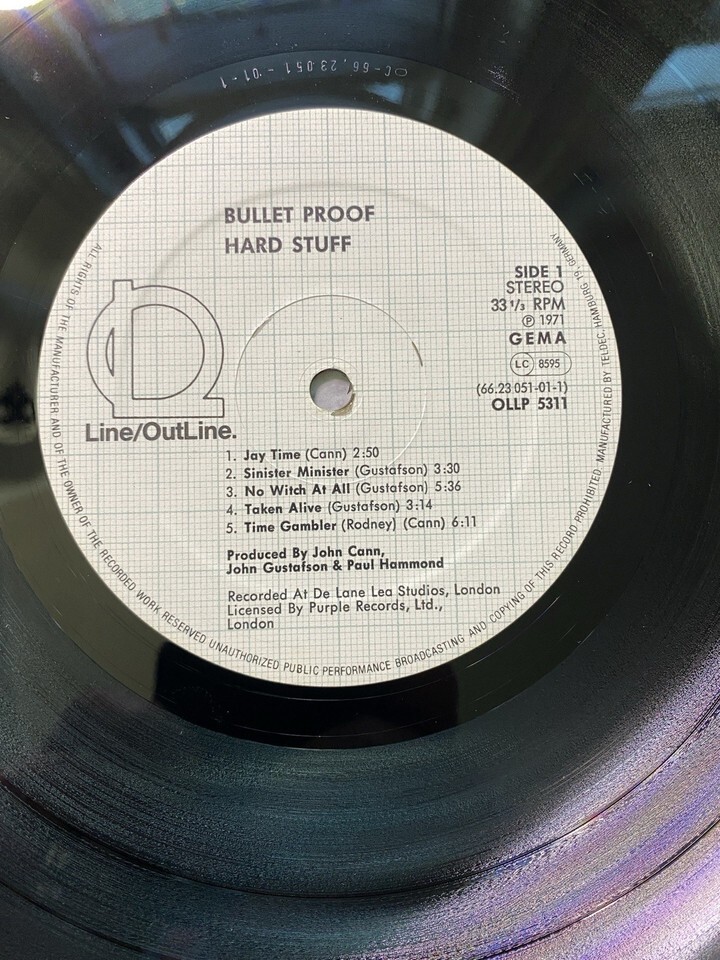 OC-66.23051-01-1
BULLET PROOF
HARD STUFF
SIDE 1
STEREO
33 1/3 RPM
℗ 1971
GEMA
LC 8595
(66.23 051-01-1)
OLLP 5311
Line/OutLine.
1. Jay Time (Cann) 2:50
2. Sinister Minister (Gustafson) 3:30
3. No Witch At All (Gustafson) 5:36
4. Taken Alive (Gustafson) 3:14
5. Time Gambler (Rodney) (Cann) 6:11
Produced By John Cann,
John Gustafson & Paul Hammond
Recorded At De Lane Lea Studios, London
Licensed By Purple Records, Ltd.,
London
ALL RIGHTS OF THE MANUFACTURER AND OF THE OWNER OF THE RECORDED WORK RESERVED UNAUTHORIZED PUBLIC PERFORMANCE BROADCASTING AND COPYING OF THIS RECORD PROHIBITED. MANUFACTURED BY TELDEC, HAMBURG 19, GERMANY